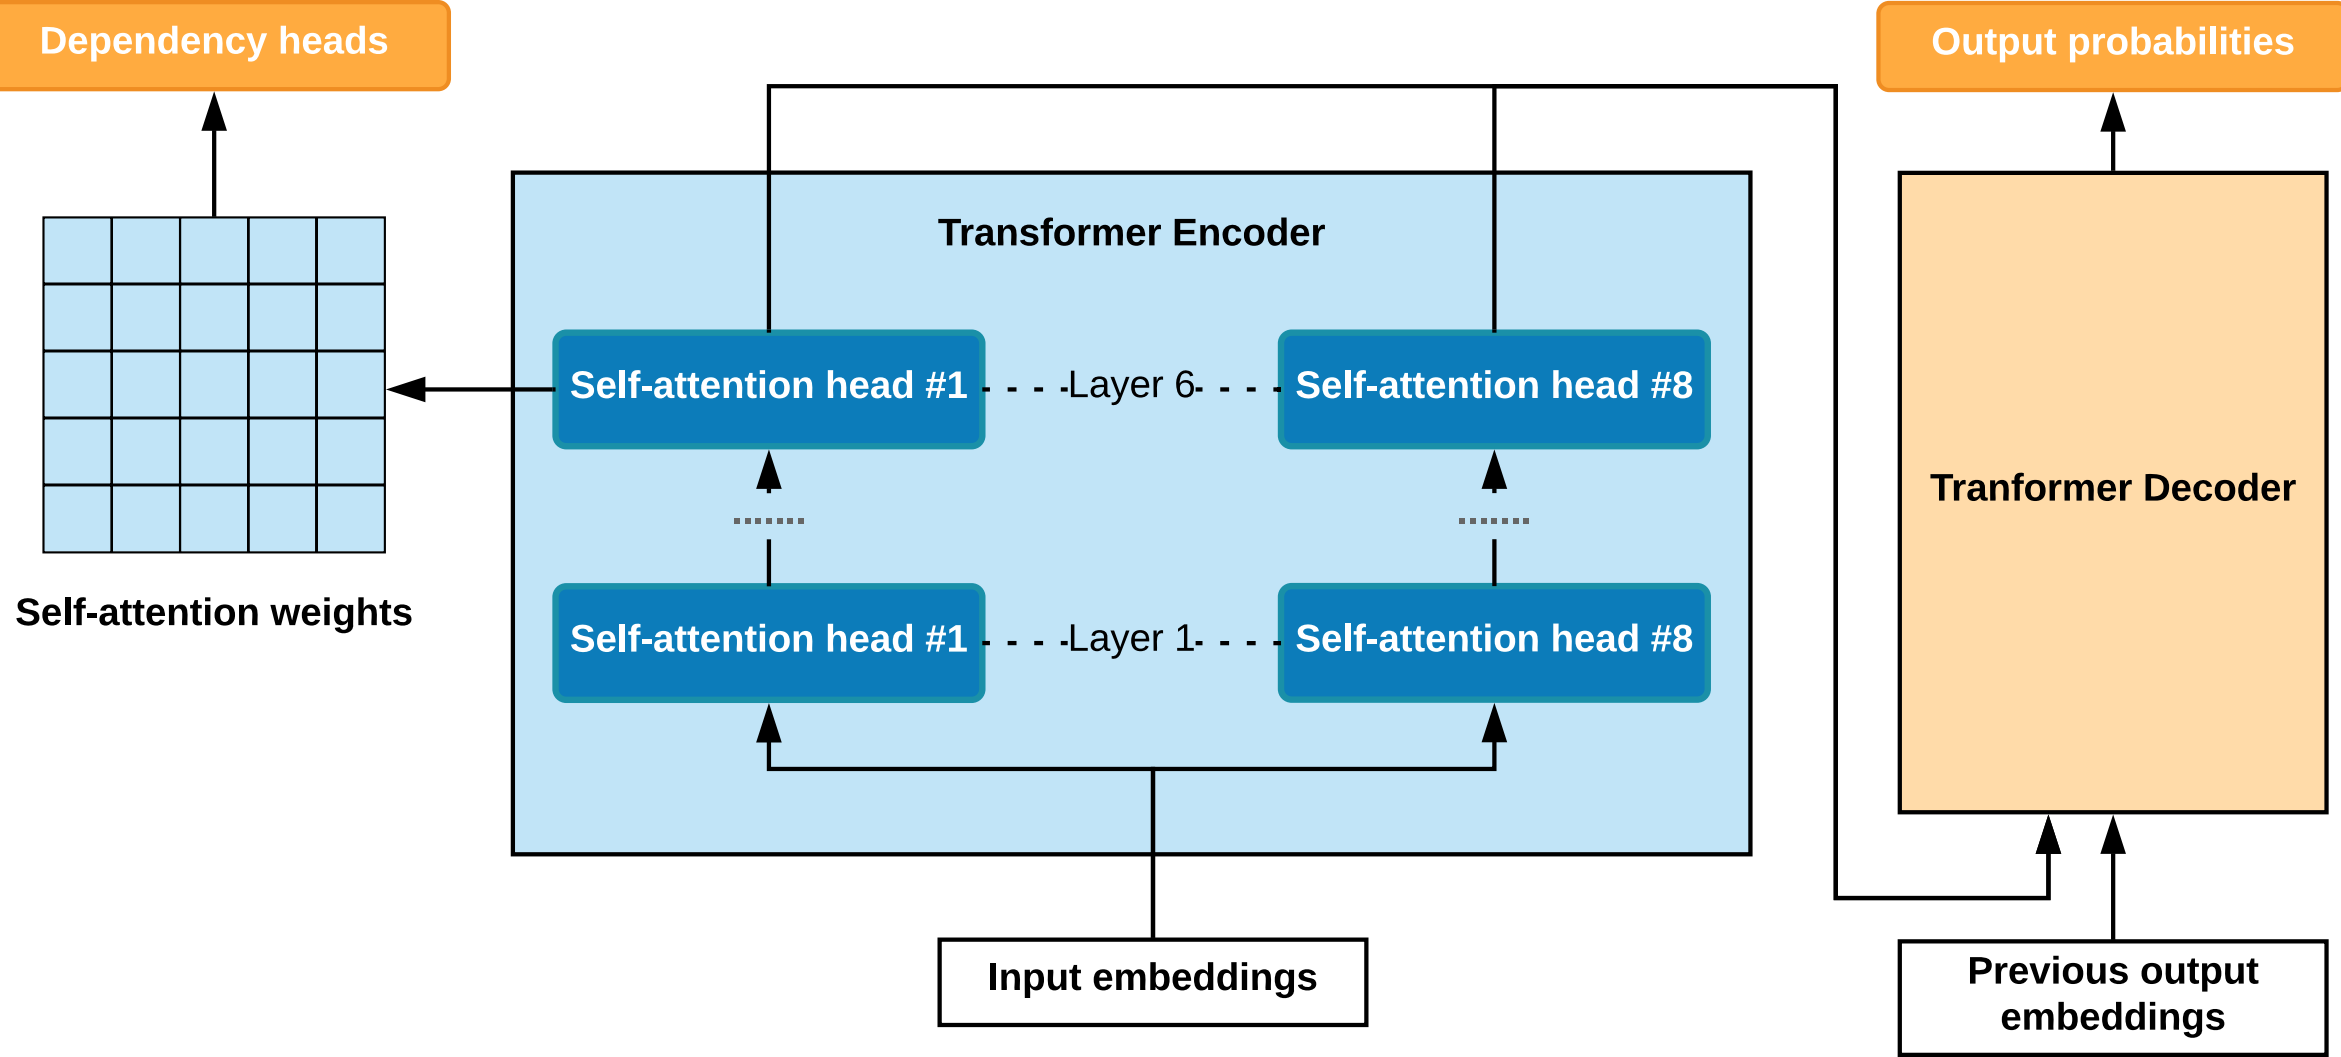 Dependency heads
Output probabilities
Transformer Encoder
Self-attention head #1
Layer 6
Self-attention head #8
Tranformer Decoder
Self-attention weights
Self-attention head #1
Layer 1
Self-attention head #8
Input embeddings
Previous output
embeddings